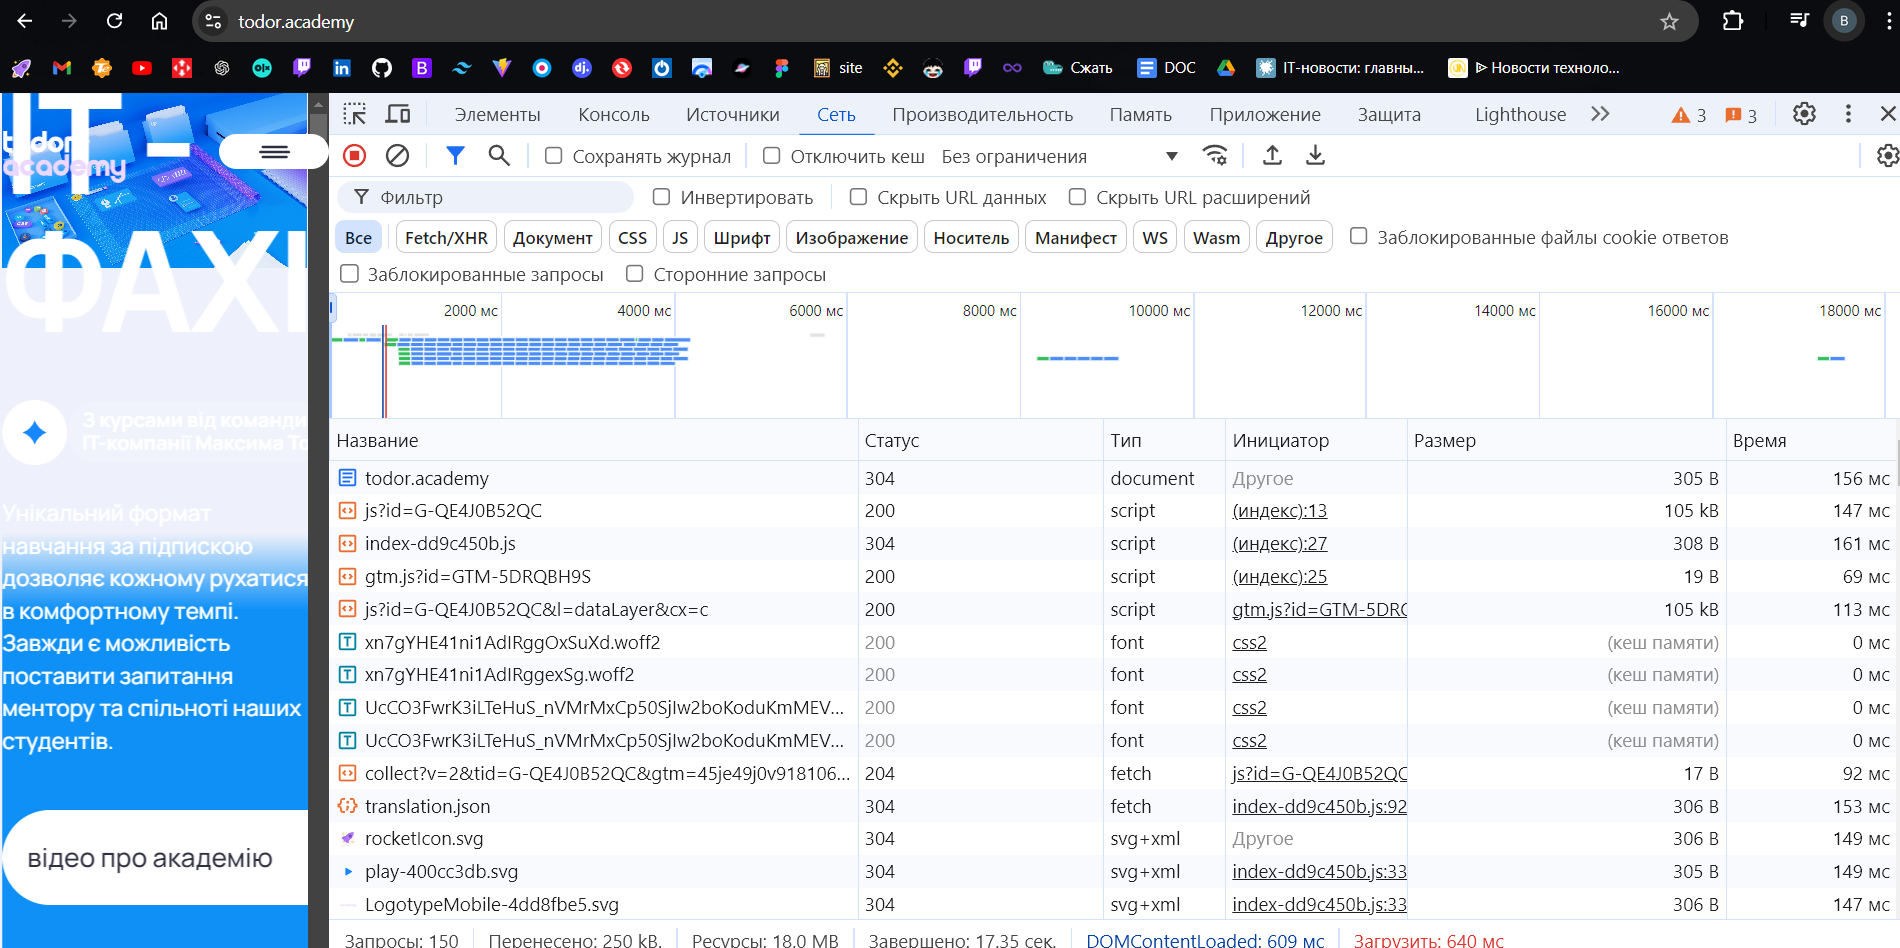 todor.academy
B
site
Сжать
DOC
IT-новости: главны...
ᐉ Новости техноло...
IT_
todor
academy
ФАХІ
З курсами від команди
ІТ-компанії Максима То
Унікальний формат
навчання за підпискою
дозволяє кожному рухатися
в комфортному темпі.
Завжди є можливість
поставити запитання
ментору та спільноті наших
студентів.
відео про академію
Элементы Консоль Источники Сеть Производительность Память Приложение Защита Lighthouse 3 3
Сохранять журнал Отключить кеш Без ограничения
Фильтр Инвертировать Скрыть URL данных Скрыть URL расширений
Все Fetch/XHR Документ CSS JS Шрифт Изображение Носитель Манифест WS Wasm Другое Заблокированные файлы cookie ответов
Заблокированные запросы Сторонние запросы
2000 мс 4000 мс 6000 мс 8000 мс 10000 мс 12000 мс 14000 мс 16000 мс 18000 мс
Название Статус Тип Инициатор Размер Время
todor.academy 304 document Другое 305 B 156 мс
js?id=G-QE4J0B52QC 200 script (индекс):13 105 kB 147 мс
index-dd9c450b.js 304 script (индекс):27 308 B 161 мс
gtm.js?id=GTM-5DRQBH9S 200 script (индекс):25 19 B 69 мс
js?id=G-QE4J0B52QC&l=dataLayer&cx=c 200 script gtm.js?id=GTM-5DRC 105 kB 113 мс
xn7gYHE41ni1AdIRggOxSuXd.woff2 200 font css2 (кеш памяти) 0 мс
xn7gYHE41ni1AdIRggexSg.woff2 200 font css2 (кеш памяти) 0 мс
UcCO3FwrK3iLTeHuS_nVMrMxCp50SjIw2boKoduKmMEV... 200 font css2 (кеш памяти) 0 мс
UcCO3FwrK3iLTeHuS_nVMrMxCp50SjIw2boKoduKmMEV... 200 font css2 (кеш памяти) 0 мс
collect?v=2&tid=G-QE4J0B52QC&gtm=45je49j0v918106... 204 fetch js?id=G-QE4J0B52QC 17 B 92 мс
translation.json 304 fetch index-dd9c450b.js:92 306 B 153 мс
rocketIcon.svg 304 svg+xml Другое 306 B 149 мс
play-400cc3db.svg 304 svg+xml index-dd9c450b.js:33 305 B 149 мс
LogotypeMobile-4dd8fbe5.svg 304 svg+xml index-dd9c450b.js:33 306 B 147 мс
Запросы: 150 Перенесено: 250 kB. Ресурсы: 18.0 MB Завершено: 17.35 сек. DOMContentLoaded: 609 мс Загрузить: 640 мс